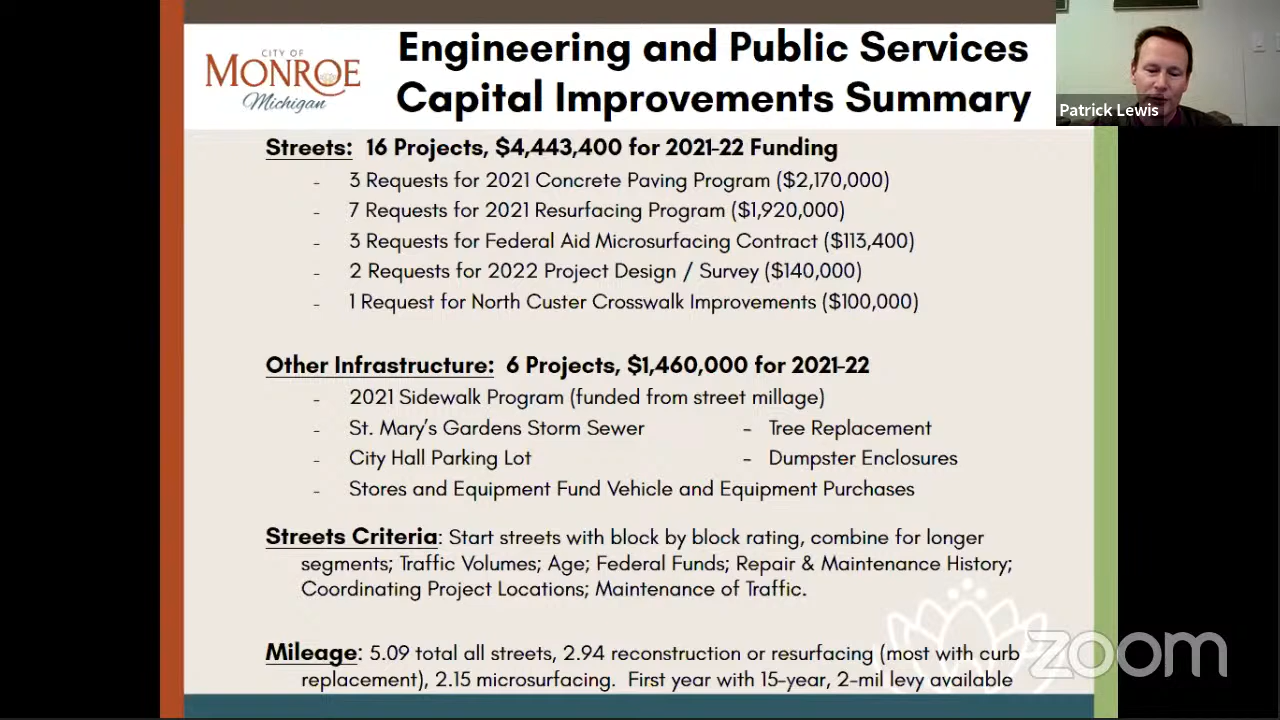 CITY OF
MONROE
Michigan
Engineering and Public Services
Capital Improvements Summary
Patrick Lewis
Streets: 16 Projects, $4,443,400 for 2021-22 Funding
- 3 Requests for 2021 Concrete Paving Program ($2,170,000)
- 7 Requests for 2021 Resurfacing Program ($1,920,000)
- 3 Requests for Federal Aid Microsurfacing Contract ($113,400)
- 2 Requests for 2022 Project Design / Survey ($140,000)
- 1 Request for North Custer Crosswalk Improvements ($100,000)
Other Infrastructure: 6 Projects, $1,460,000 for 2021-22
- 2021 Sidewalk Program (funded from street millage)
- St. Mary's Gardens Storm Sewer - Tree Replacement
- City Hall Parking Lot - Dumpster Enclosures
- Stores and Equipment Fund Vehicle and Equipment Purchases
Streets Criteria: Start streets with block by block rating, combine for longer
segments; Traffic Volumes; Age; Federal Funds; Repair & Maintenance History;
Coordinating Project Locations; Maintenance of Traffic.
Mileage: 5.09 total all streets, 2.94 reconstruction or resurfacing (most with curb
replacement), 2.15 microsurfacing. First year with 15-year, 2-mil levy available
zoom